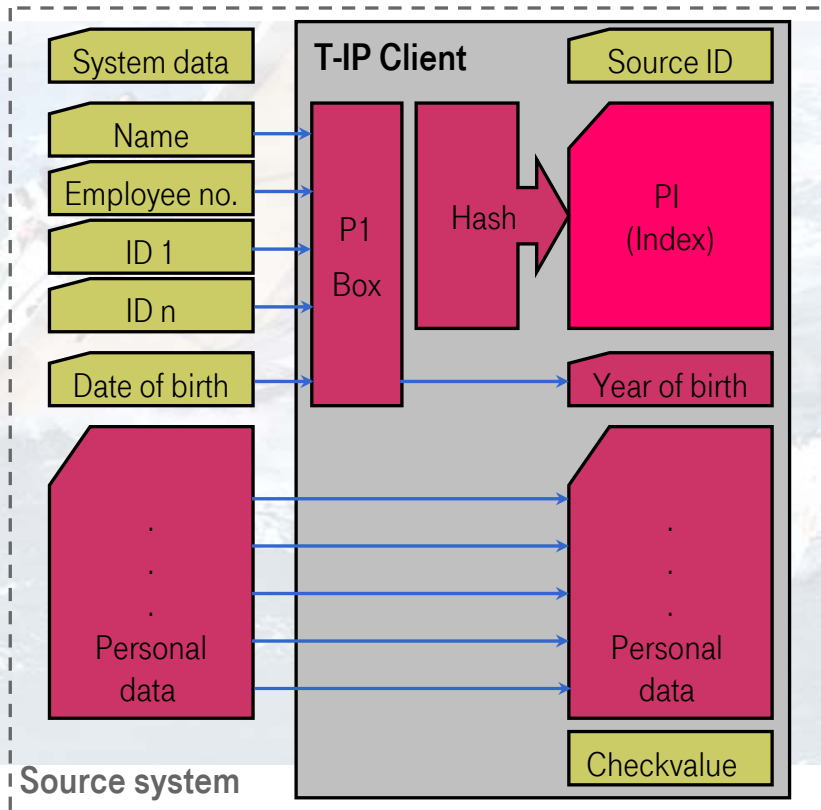 System data
T-IP Client
Source ID
Name
Employee no.
ID 1
ID n
Date of birth
P1
Box
Hash
PI
(Index)
Year of birth
.
.
.
Personal
data
.
.
.
Personal
data
Checkvalue
Source system